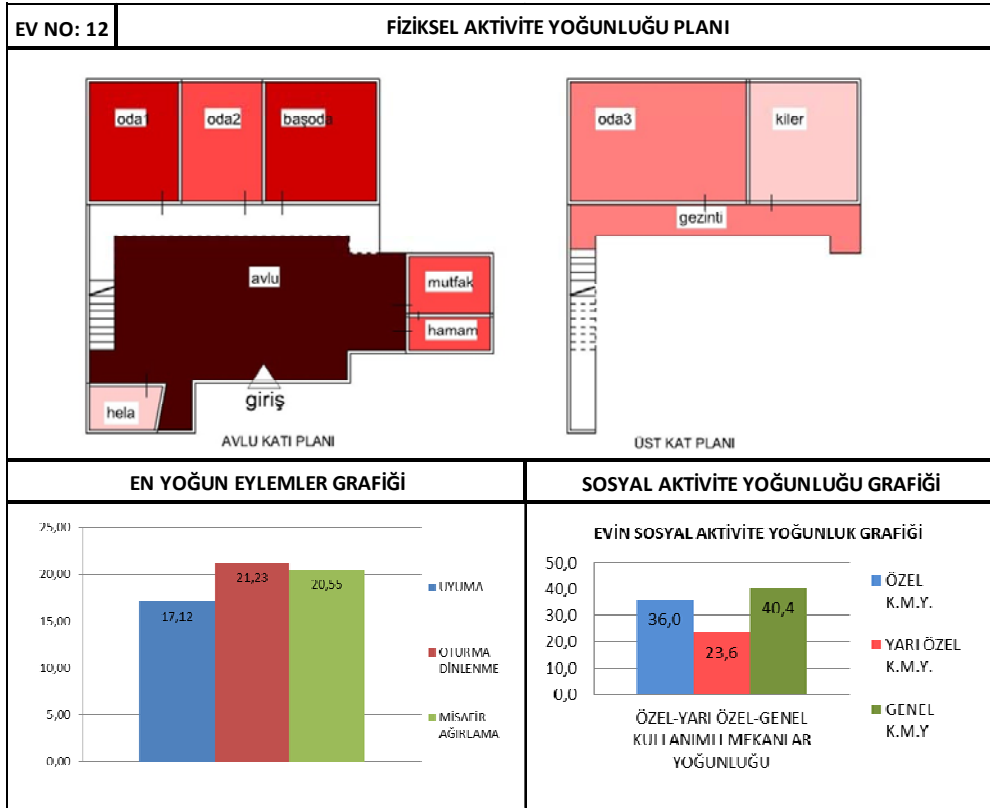 EV NO: 12
FİZİKSEL AKTİVİTE YOĞUNLUĞU PLANI
oda1
oda2
başoda
oda3
kiler
gezinti
avlu
mutfak
hamam
hela
giriş
AVLU KATI PLANI
ÜST KAT PLANI
EN YOĞUN EYLEMLER GRAFİĞİ
SOSYAL AKTİVİTE YOĞUNLUĞU GRAFİĞİ
25,00
20,00
15,00
10,00
5,00
0,00
17,12
21,23
20,55
UYUMA
OTURMA
DİNLENME
MİSAFİR
AĞIRLAMA
EVİN SOSYAL AKTİVİTE YOĞUNLUK GRAFİĞİ
50,0
40,0
30,0
20,0
10,0
0,0
36,0
23,6
40,4
ÖZEL-YARI ÖZEL-GENEL
KULLANIMLI MEKANLAR
YOĞUNLUĞU
ÖZEL
K.M.Y.
YARI ÖZEL
K.M.Y.
GENEL
K.M.Y